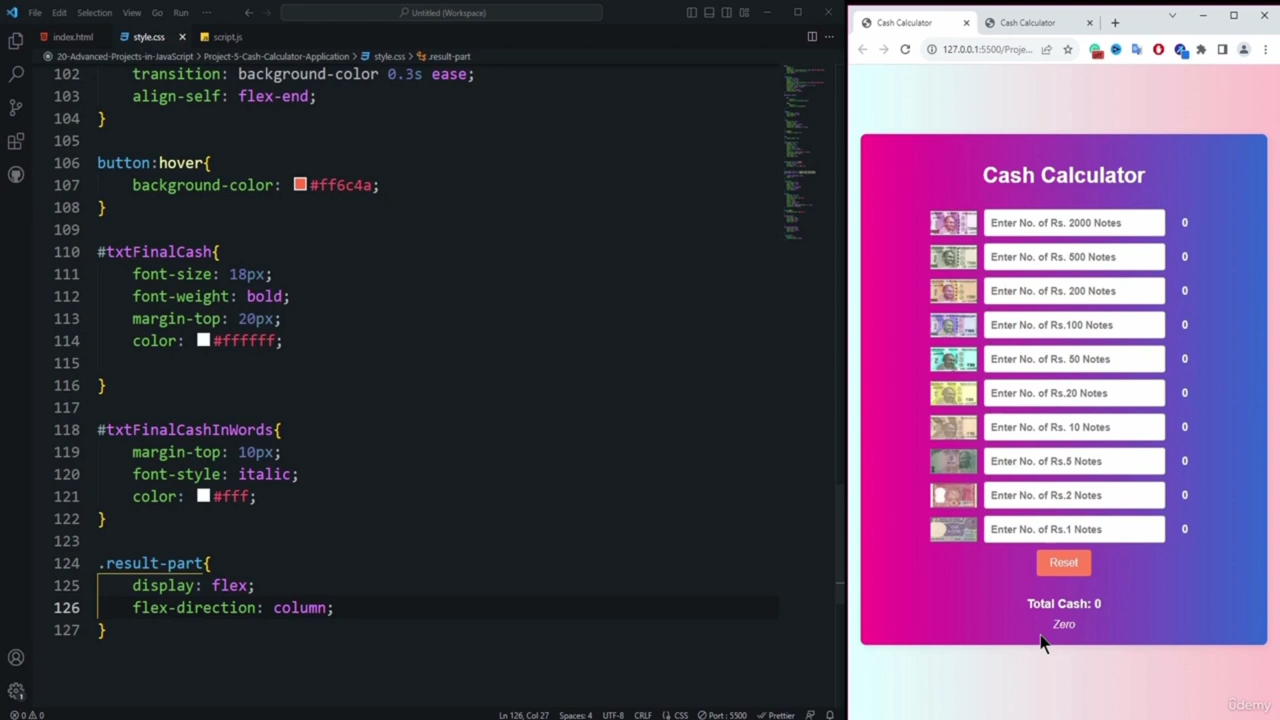 File Edit Selection View Go Run ··· Untitled (Workspace)
index.html style.css script.js
20-Advanced-Projects-in-JavaScript > Project-5-Cash-Calculator-Application > style.css > .result-part
102 transition: background-color 0.3s ease;
103 align-self: flex-end;
104 }
105
106 button:hover{
107 background-color: #ff6c4a;
108 }
109
110 #txtFinalCash{
111 font-size: 18px;
112 font-weight: bold;
113 margin-top: 20px;
114 color: #ffffff;
115
116 }
117
118 #txtFinalCashInWords{
119 margin-top: 10px;
120 font-style: italic;
121 color: #fff;
122 }
123
124 .result-part{
125 display: flex;
126 flex-direction: column;
127 }
0 0 Ln 126, Col 27 Spaces: 4 UTF-8 CRLF {} CSS Port : 5500 Prettier
Cash Calculator Cash Calculator
127.0.0.1:5500/Proje...
Cash Calculator
Enter No. of Rs. 2000 Notes 0
Enter No. of Rs. 500 Notes 0
Enter No. of Rs. 200 Notes 0
Enter No. of Rs.100 Notes 0
Enter No. of Rs. 50 Notes 0
Enter No. of Rs.20 Notes 0
Enter No. of Rs. 10 Notes 0
Enter No. of Rs.5 Notes 0
Enter No. of Rs.2 Notes 0
Enter No. of Rs.1 Notes 0
Reset
Total Cash: 0
Zero
ûdemy